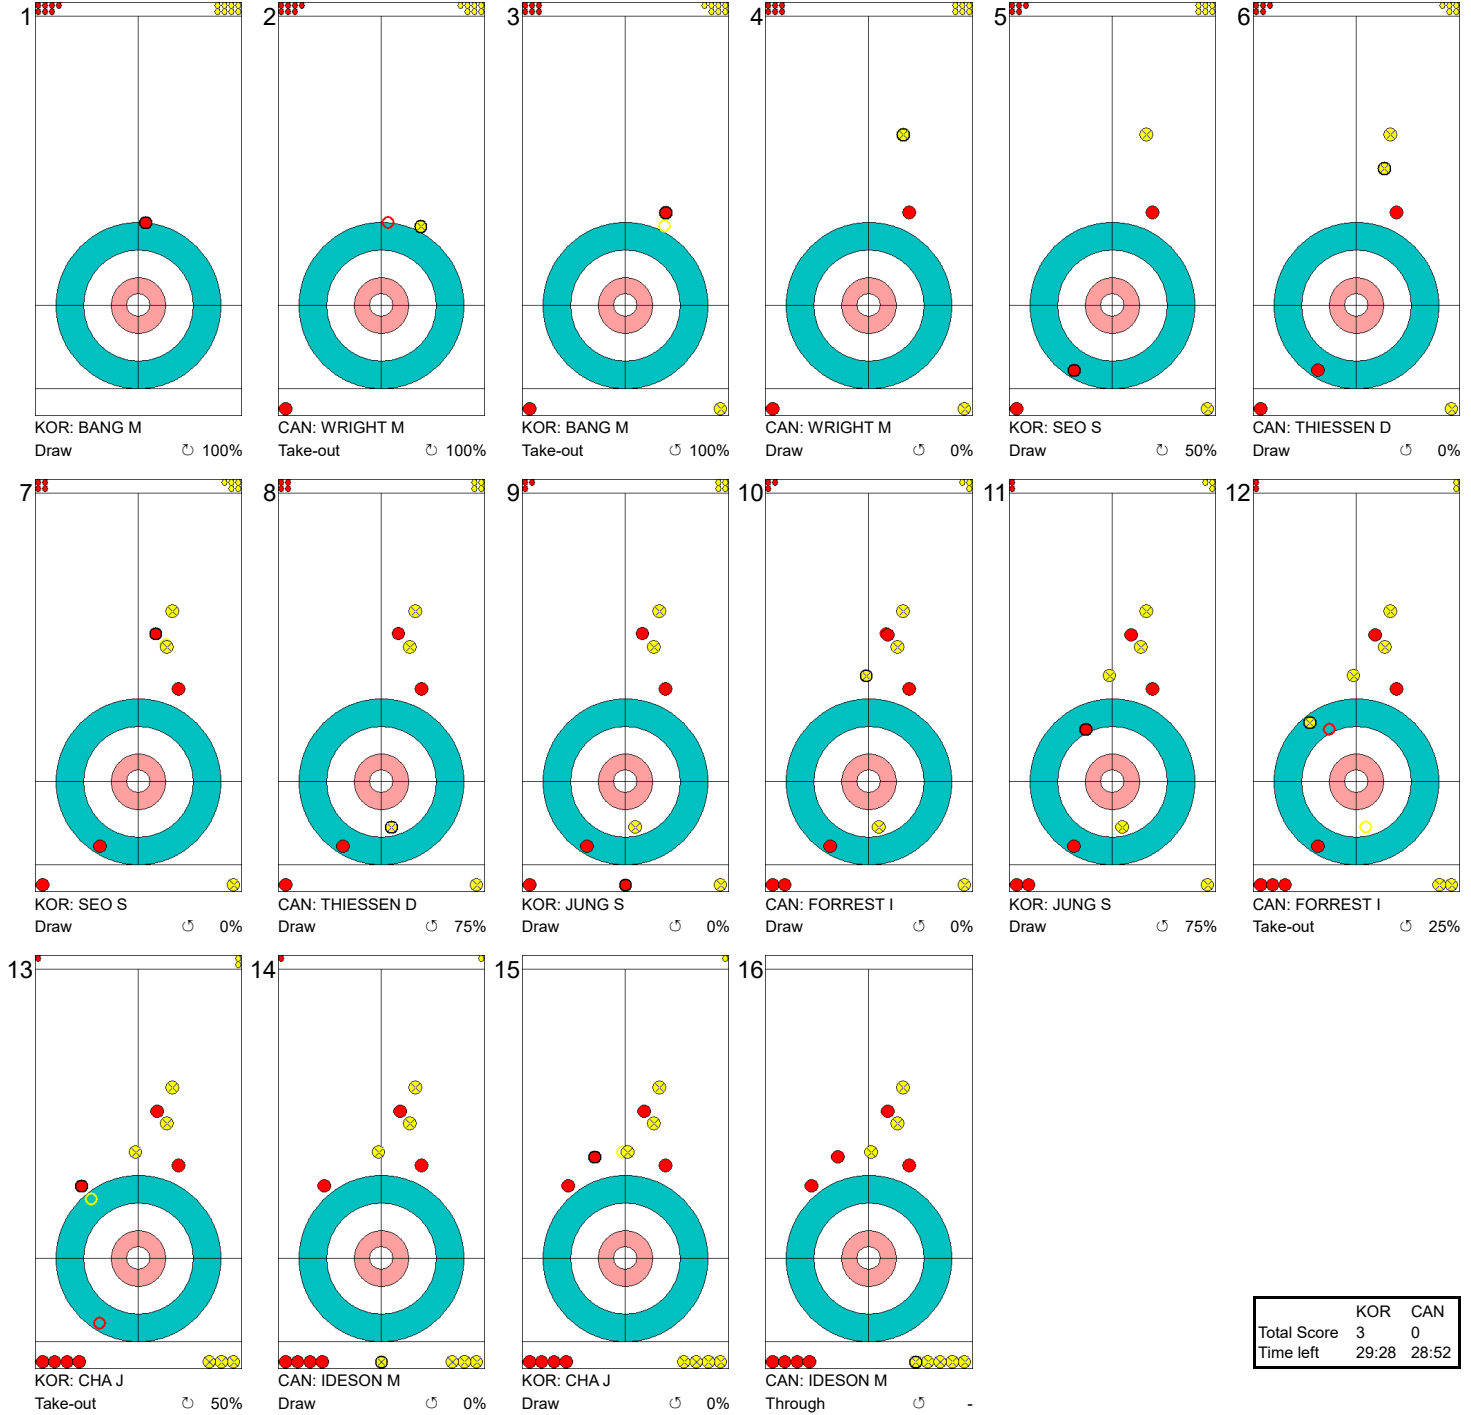 1
KOR: BANG M
Draw ↻ 100%
2
CAN: WRIGHT M
Take-out ↻ 100%
3
KOR: BANG M
Take-out ↻ 100%
4
CAN: WRIGHT M
Draw ↻ 0%
5
KOR: SEO S
Draw ↻ 50%
6
CAN: THIESSEN D
Draw ↻ 0%
7
KOR: SEO S
Draw ↺ 0%
8
CAN: THIESSEN D
Draw ↺ 75%
9
KOR: JUNG S
Draw ↺ 0%
10
CAN: FORREST I
Draw ↺ 0%
11
KOR: JUNG S
Draw ↺ 75%
12
CAN: FORREST I
Take-out ↺ 25%
13
KOR: CHA J
Take-out ↻ 50%
14
CAN: IDESON M
Draw ↺ 0%
15
KOR: CHA J
Draw ↺ 0%
16
CAN: IDESON M
Through ↺ -
KOR CAN
Total Score 3 0
Time left 29:28 28:52